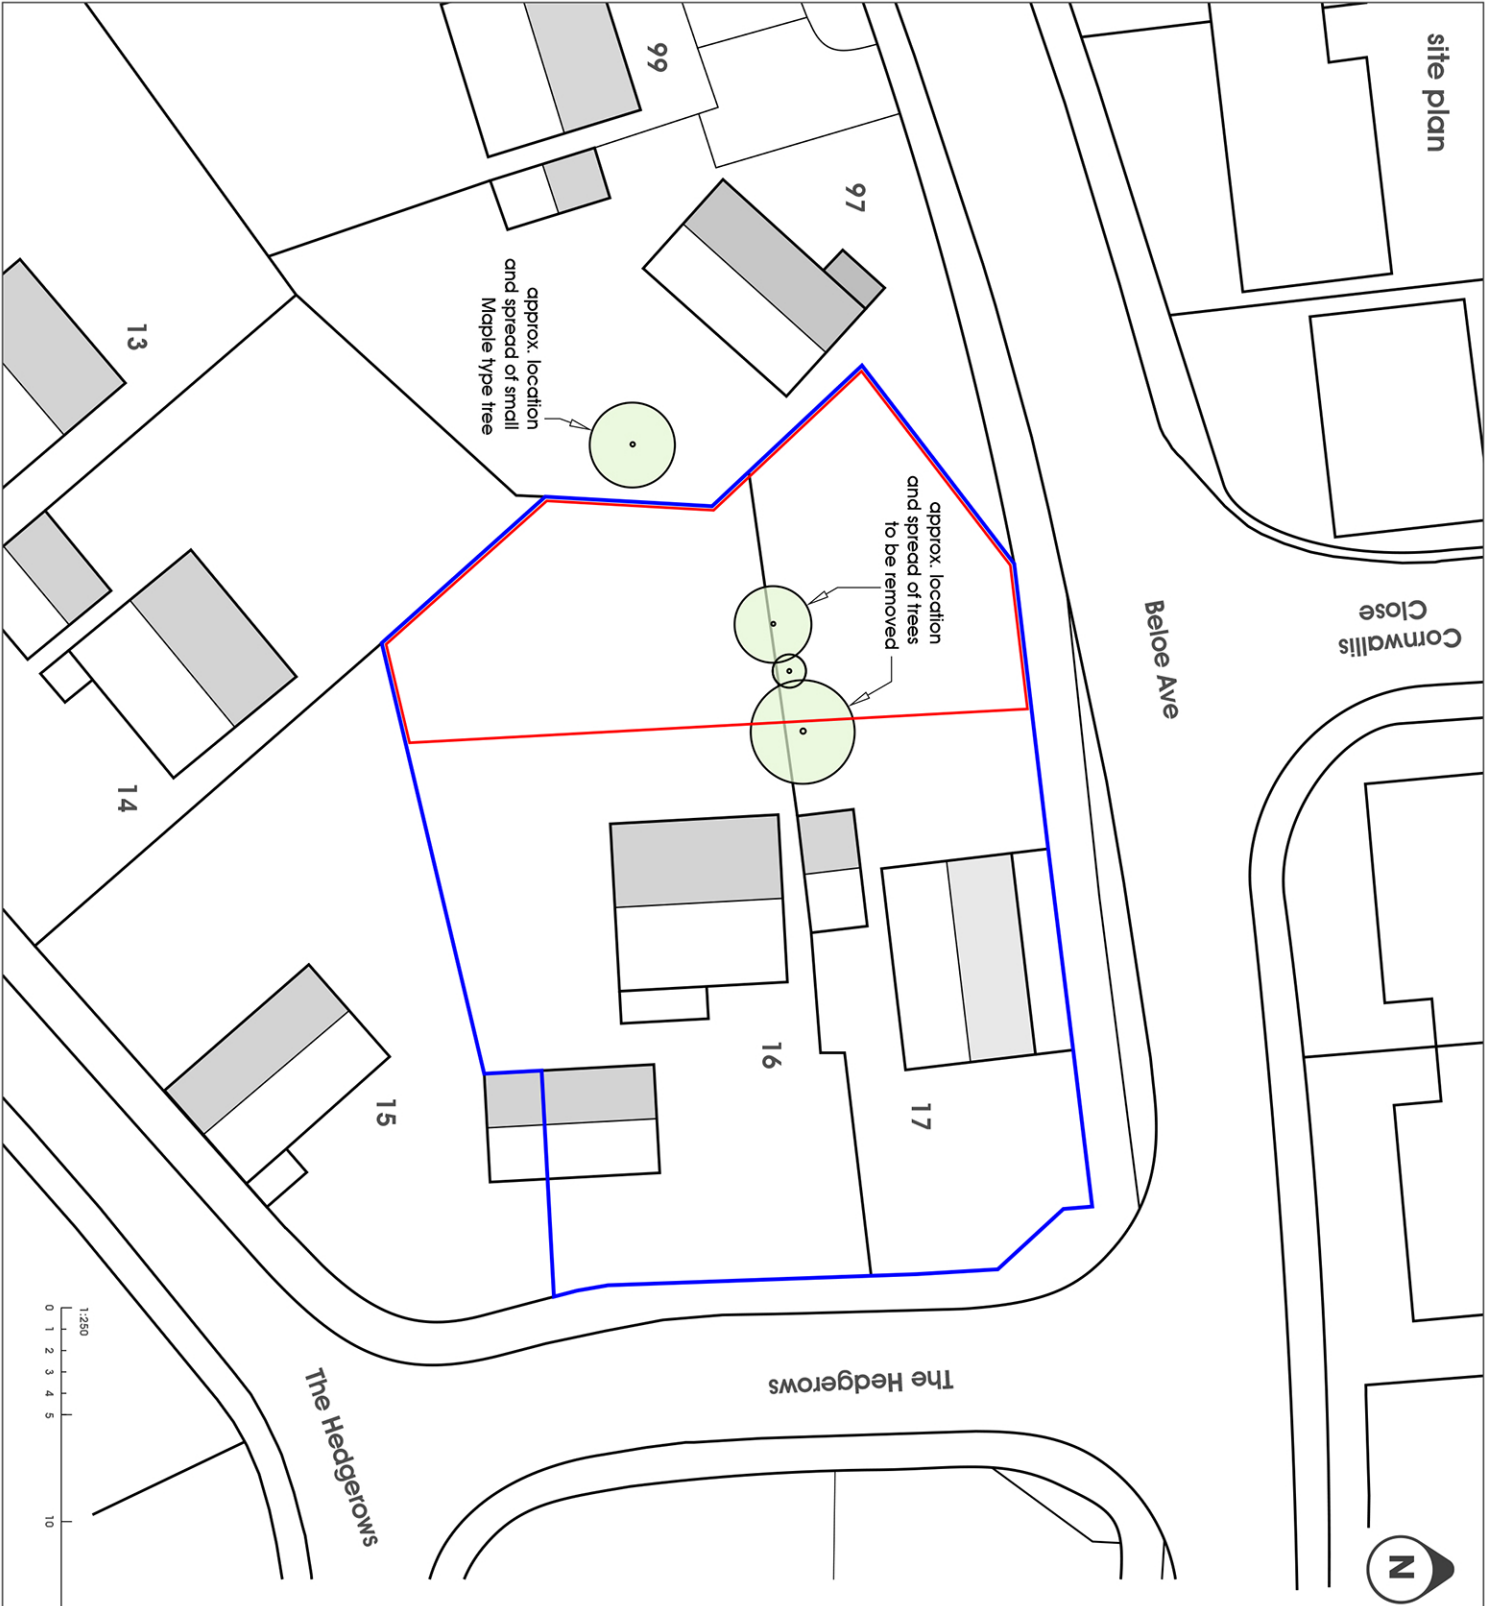 site plan
99
97
approx. location
and spread of small
Maple type tree
13
approx. location
and spread of trees
to be removed
Beloe Ave
Cornwallis
Close
14
16
17
15
The Hedgerows
The Hedgerows
1:250
0 1 2 3 4 5 10
N